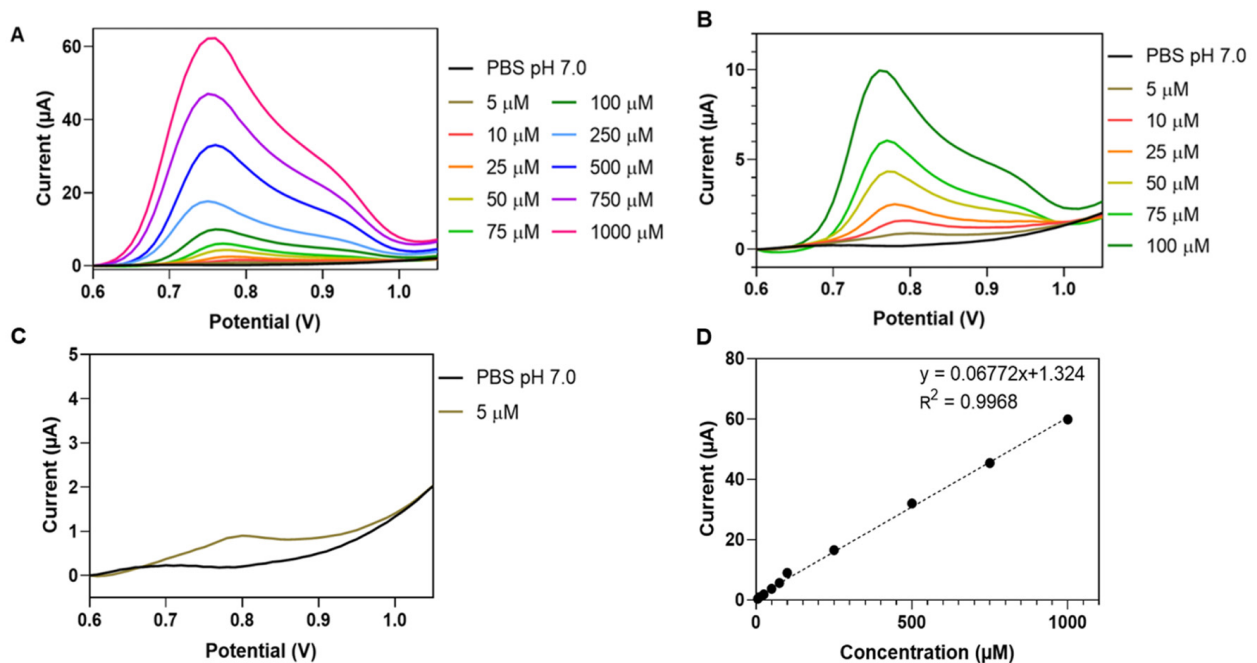 A
Current (µA)
60
40
20
0
0.6 0.7 0.8 0.9 1.0
Potential (V)
PBS pH 7.0
5 µM 100 µM
10 µM 250 µM
25 µM 500 µM
50 µM 750 µM
75 µM 1000 µM
B
Current (µA)
10
5
0
0.6 0.7 0.8 0.9 1.0
Potential (V)
PBS pH 7.0
5 µM
10 µM
25 µM
50 µM
75 µM
100 µM
C
Current (µA)
5
4
3
2
1
0
0.6 0.7 0.8 0.9 1.0
Potential (V)
PBS pH 7.0
5 µM
D
Current (µA)
80
60
40
20
0
0 500 1000
Concentration (µM)
y = 0.06772x+1.324
R² = 0.9968